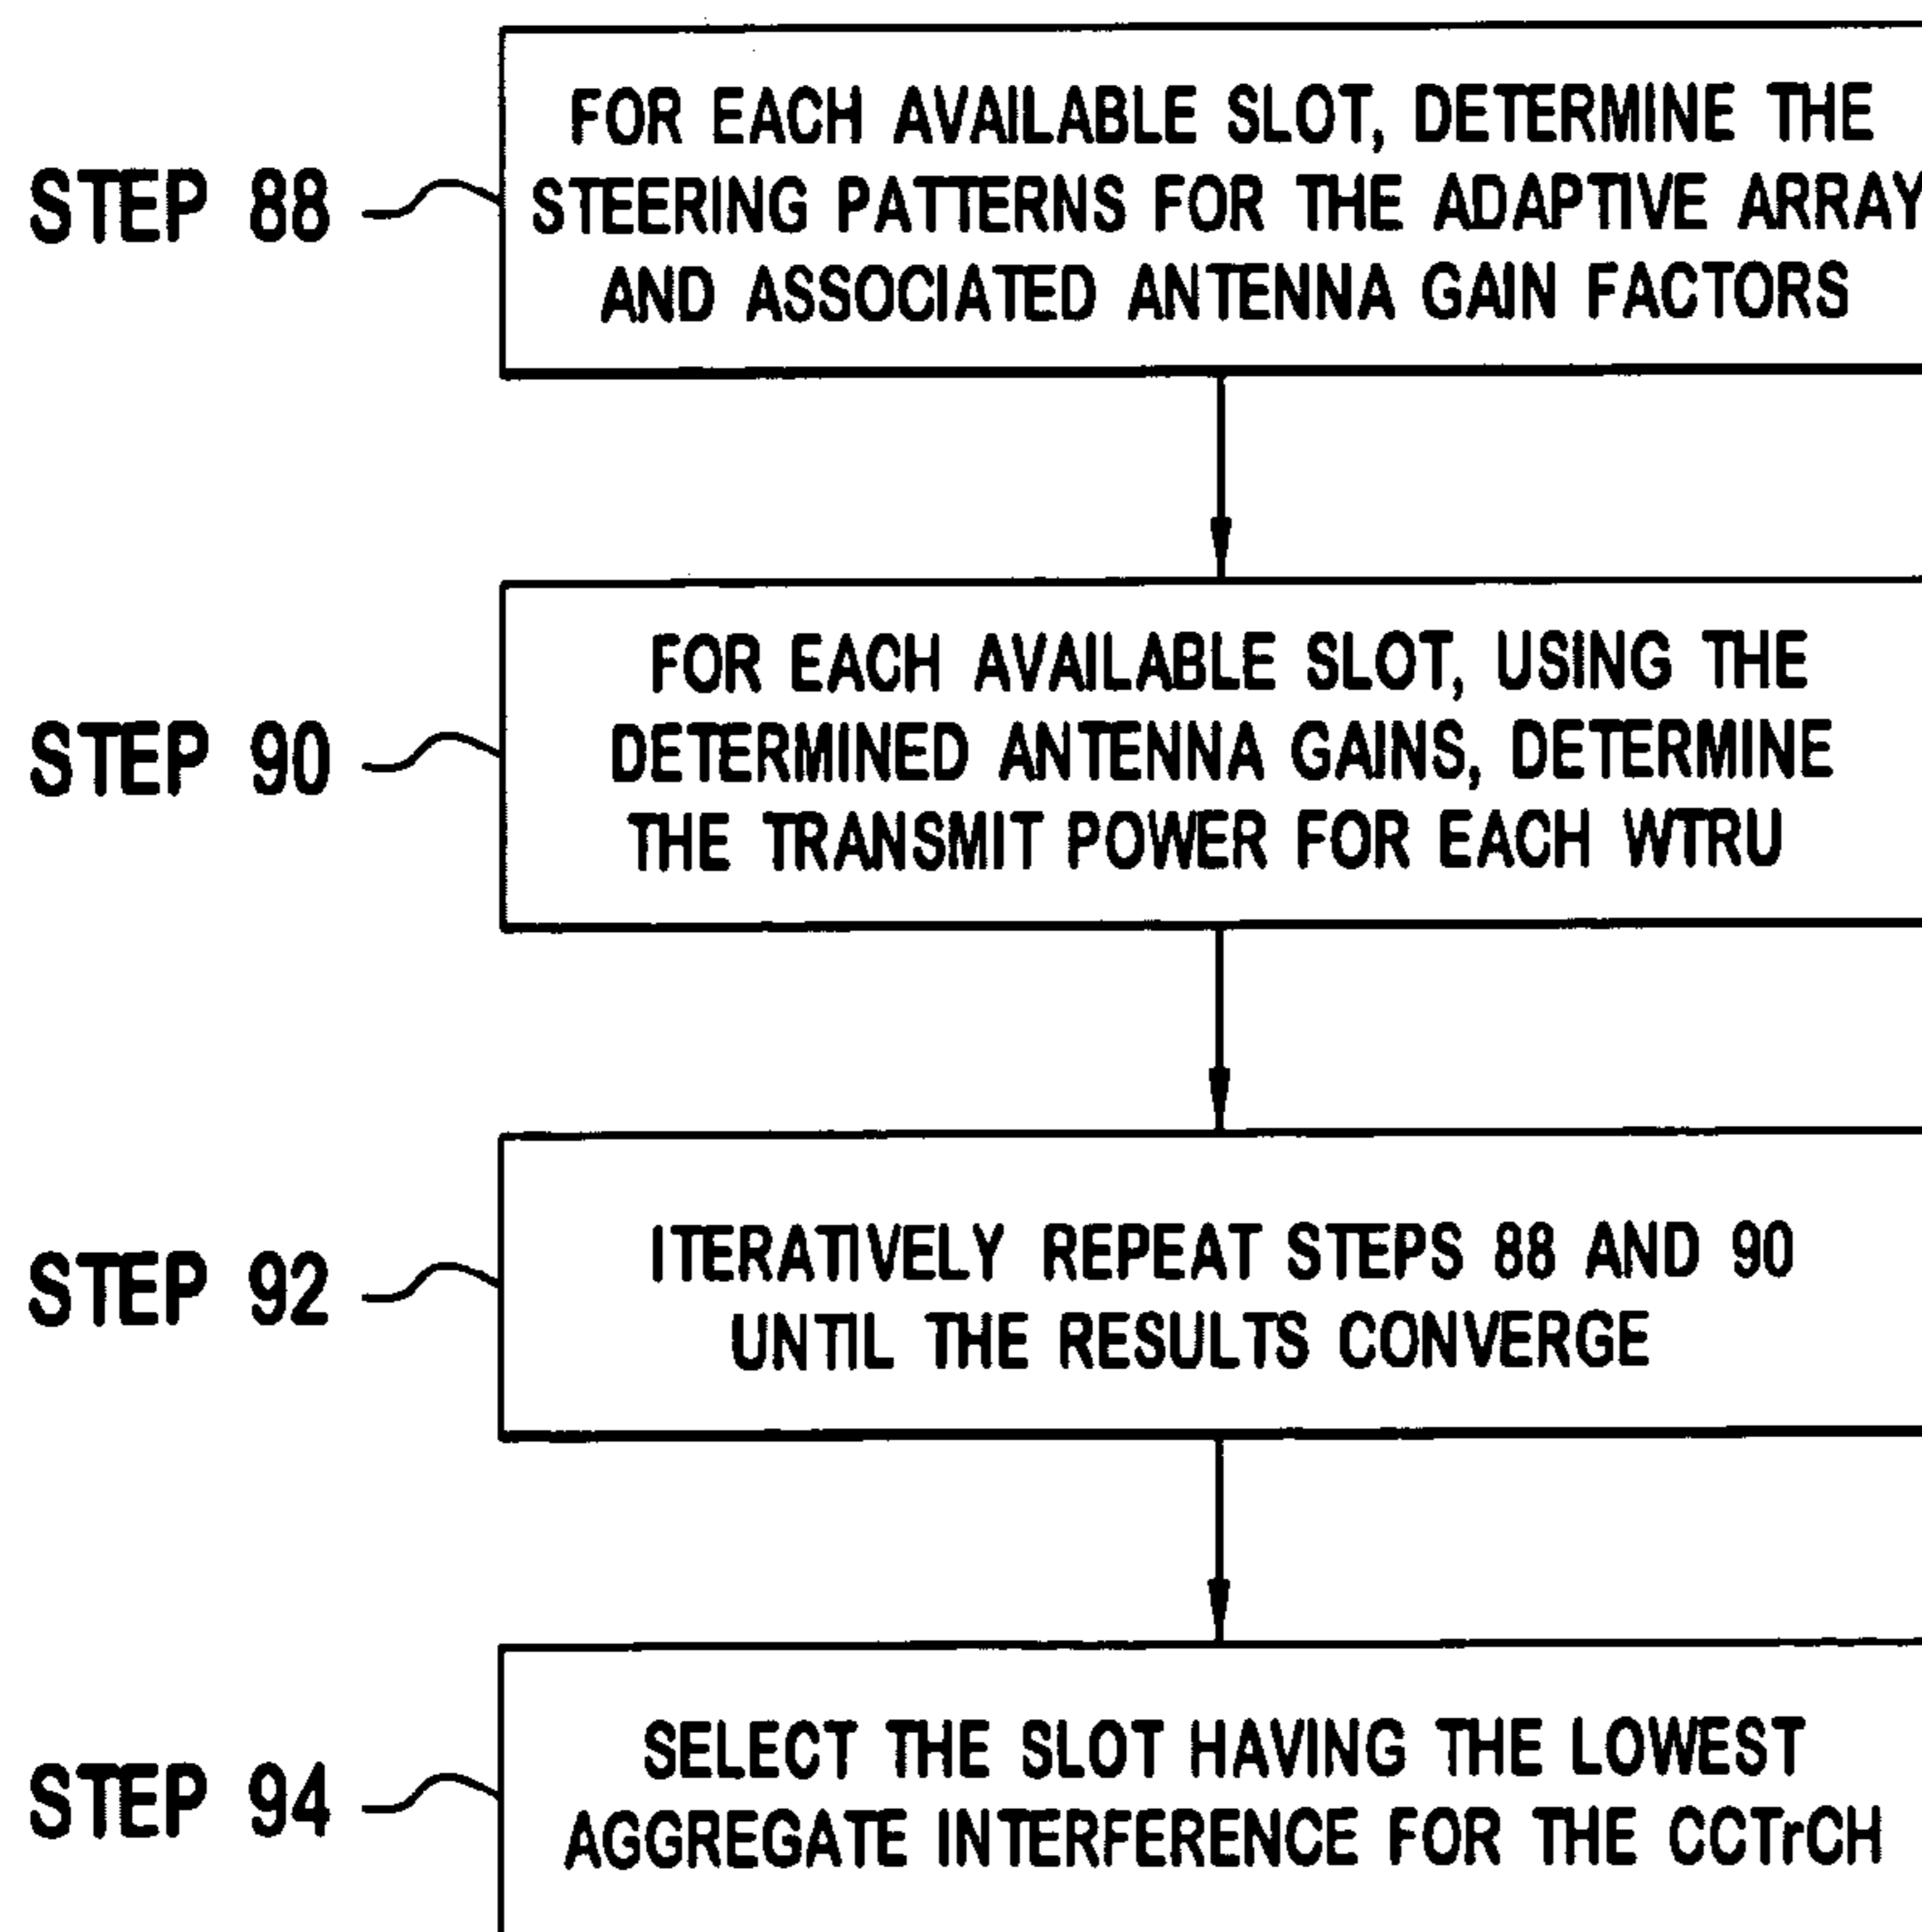 STEP 88
FOR EACH AVAILABLE SLOT, DETERMINE THE
STEERING PATTERNS FOR THE ADAPTIVE ARRAY
AND ASSOCIATED ANTENNA GAIN FACTORS
STEP 90
FOR EACH AVAILABLE SLOT, USING THE
DETERMINED ANTENNA GAINS, DETERMINE
THE TRANSMIT POWER FOR EACH WTRU
STEP 92
ITERATIVELY REPEAT STEPS 88 AND 90
UNTIL THE RESULTS CONVERGE
STEP 94
SELECT THE SLOT HAVING THE LOWEST
AGGREGATE INTERFERENCE FOR THE CCTrCH